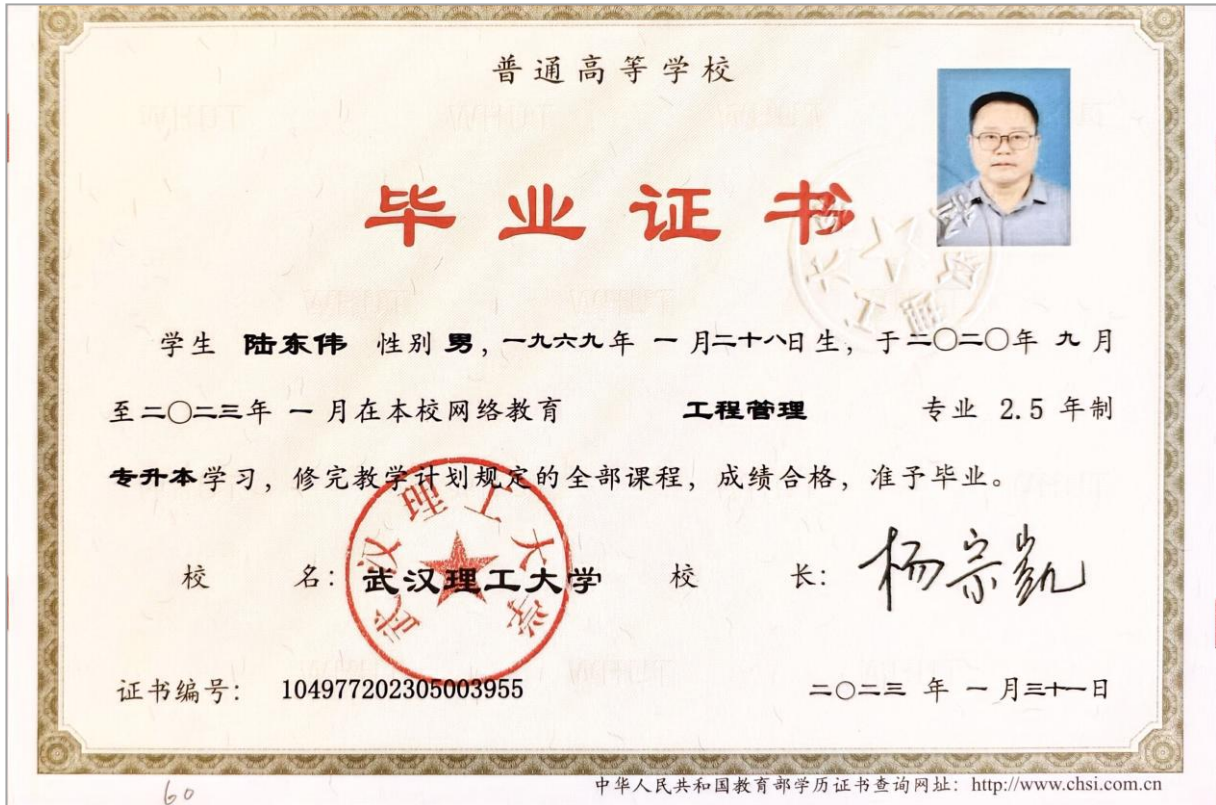 普通高等学校
毕业证书
学生 陆东伟 性别 男，一九六九年 一 月二十八日生，于二〇二〇年 九 月
至二〇二三年 一 月在本校网络教育 工程管理 专业 2.5 年制
专升本学习，修完教学计划规定的全部课程，成绩合格，准予毕业。
校 名：武汉理工大学 校 长：杨宗凯
武汉理工大学
证书编号：104977202305003955 二〇二三 年 一 月三十一日
中华人民共和国教育部学历证书查询网址：http://www.chsi.com.cn
60